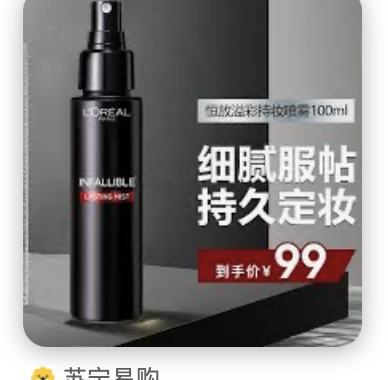 L'ORÉAL
PARIS
INFALLIBLE
LASTING MIST
恒放溢彩持妆喷雾100ml
细腻服帖
持久定妆
到手价¥99
苏宁易购